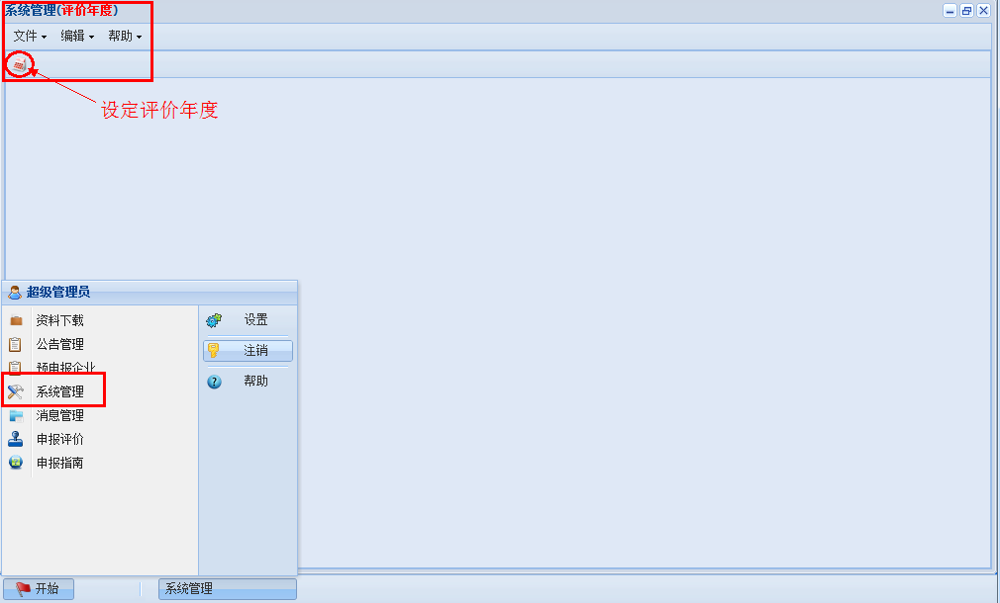 系统管理(评价年度)
文件 编辑 帮助
设定评价年度
超级管理员
资料下载
公告管理
预申报企业
系统管理
消息管理
申报评价
申报指南
设置
注销
帮助
开始
系统管理